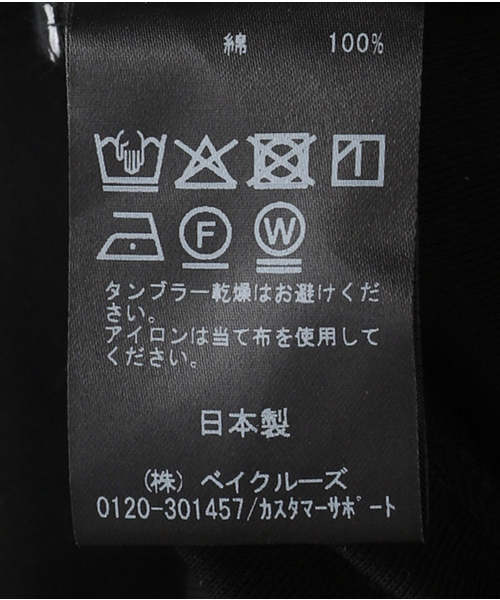 綿 100%
F W
タンブラー乾燥はお避けくだ
さい。
アイロンは当て布を使用して
ください。
日本製
(株) ベイクルーズ
0120-301457/カスタマーサポート